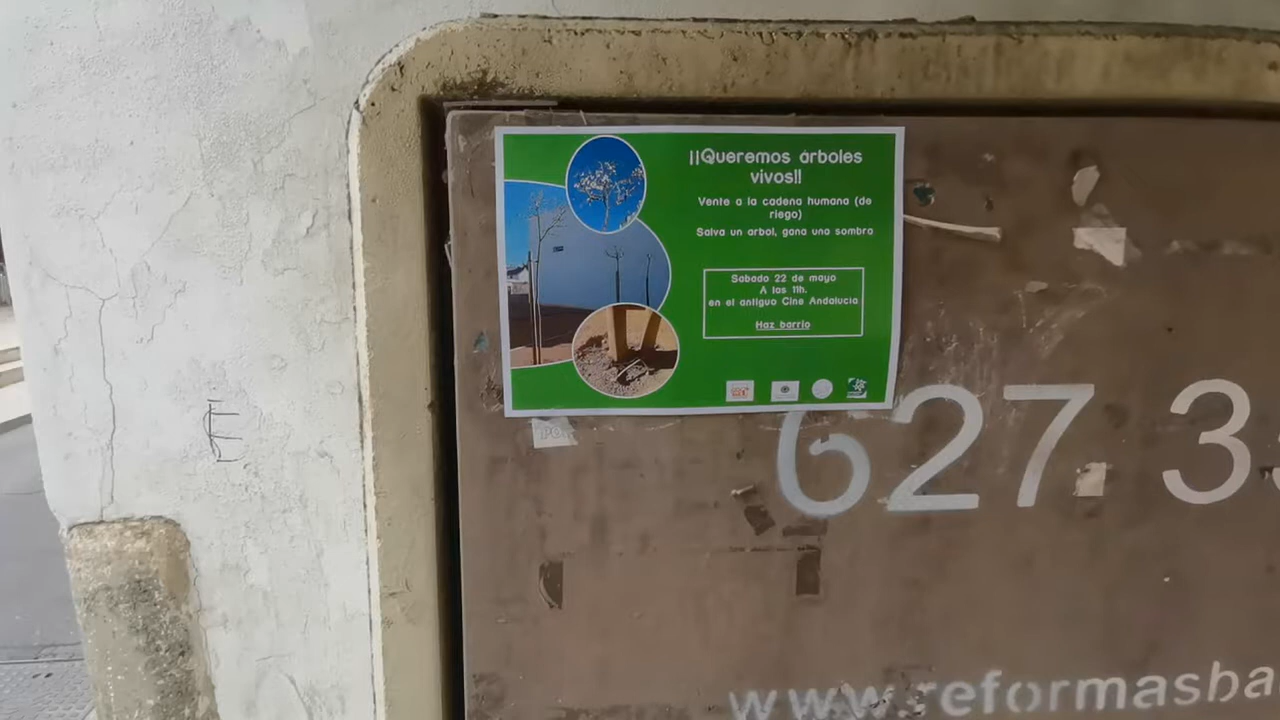 ¡¡Queremos árboles
vivos!!
Vente a la cadena humana (de
riego)
Salva un arbol, gana una sombra
Sabado 22 de mayo
A las 11h.
en el antiguo Cine Andalucia
Haz barrio
627.3
www.reformasba
E